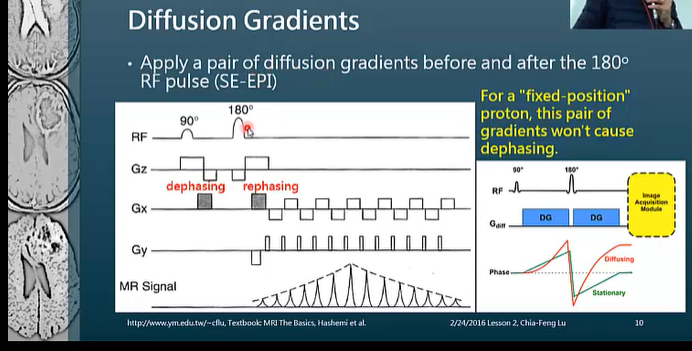 Diffusion Gradients
• Apply a pair of diffusion gradients before and after the 180º
RF pulse (SE-EPI)
For a "fixed-position"
proton, this pair of
gradients won't cause
dephasing.
90°
180°
RF
Gz
dephasing
rephasing
Gx
Gy
MR Signal
90°
180°
RF
Image
Acquisition
Module
Gdiff
DG
DG
Diffusing
Phase
Stationary
http://www.ym.edu.tw/~cflu, Textbook: MRI The Basics, Hashemi et al.
2/24/2016 Lesson 2, Chia-Feng Lu
10